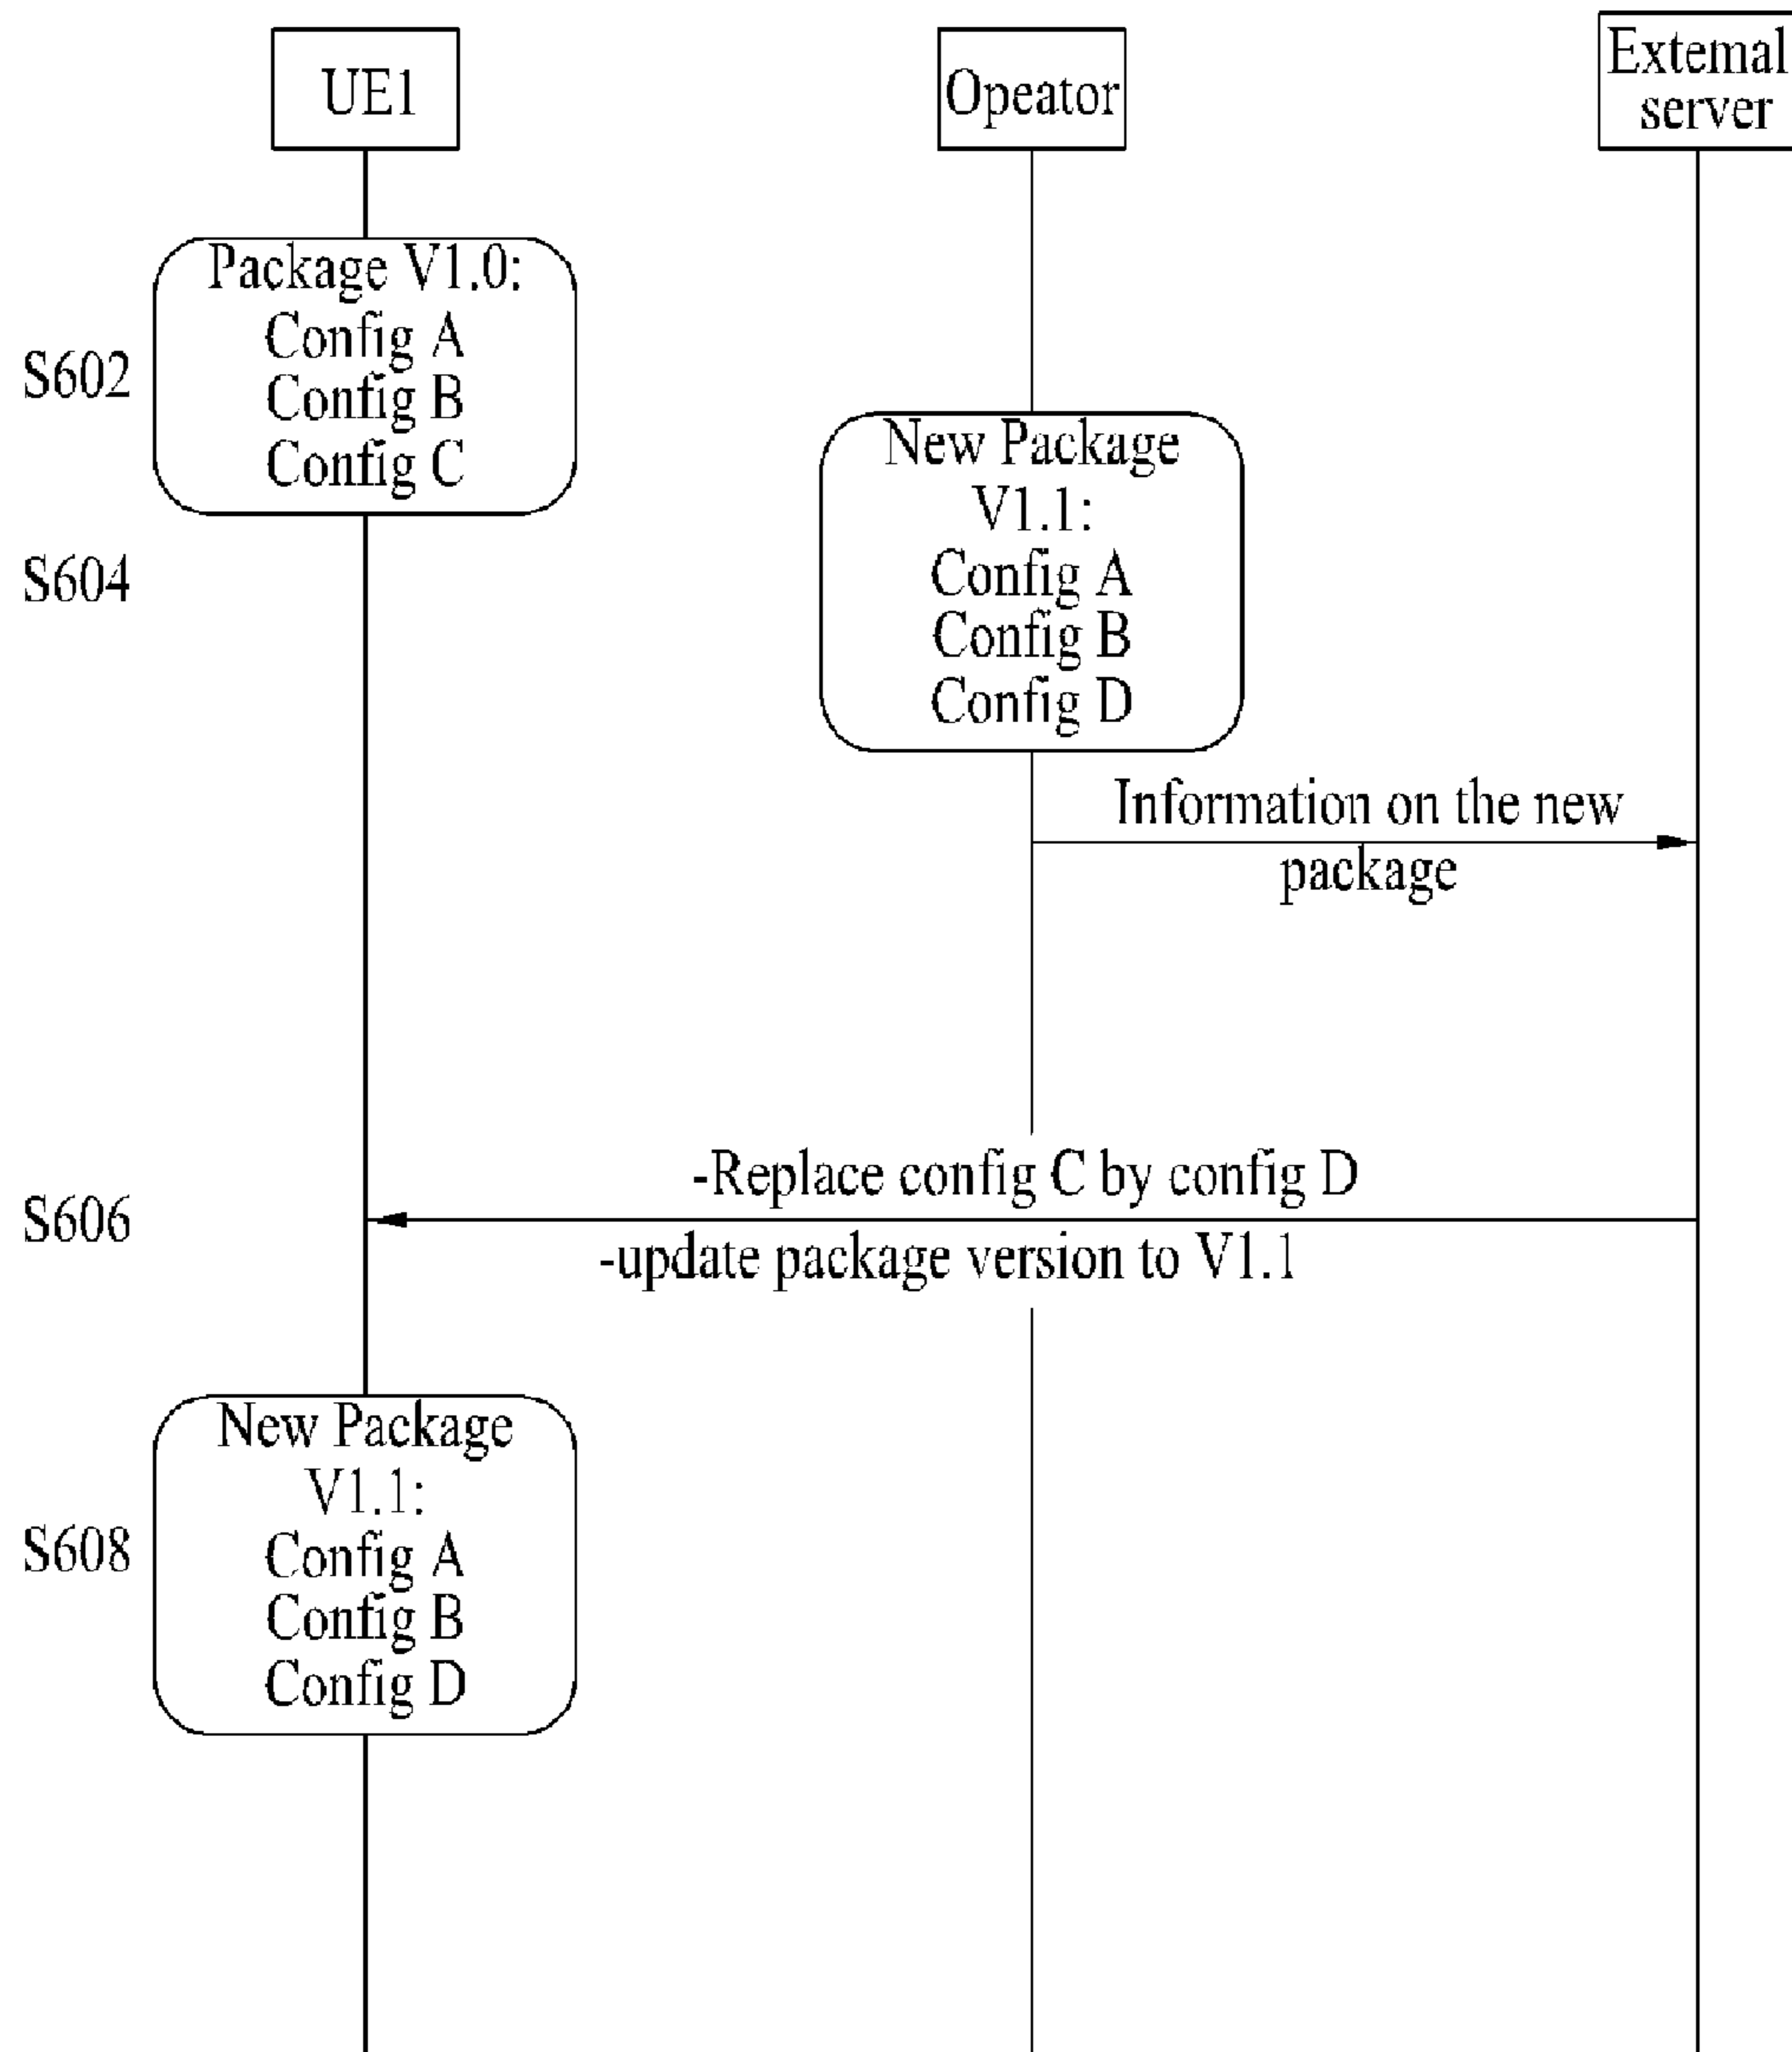 UE1
Opeator
External
server
Package V1.0:
Config A
Config B
Config C
S602
New Package
V1.1:
Config A
Config B
Config D
S604
Information on the new
package
-Replace config C by config D
S606
-update package version to V1.1
New Package
V1.1:
Config A
Config B
Config D
S608